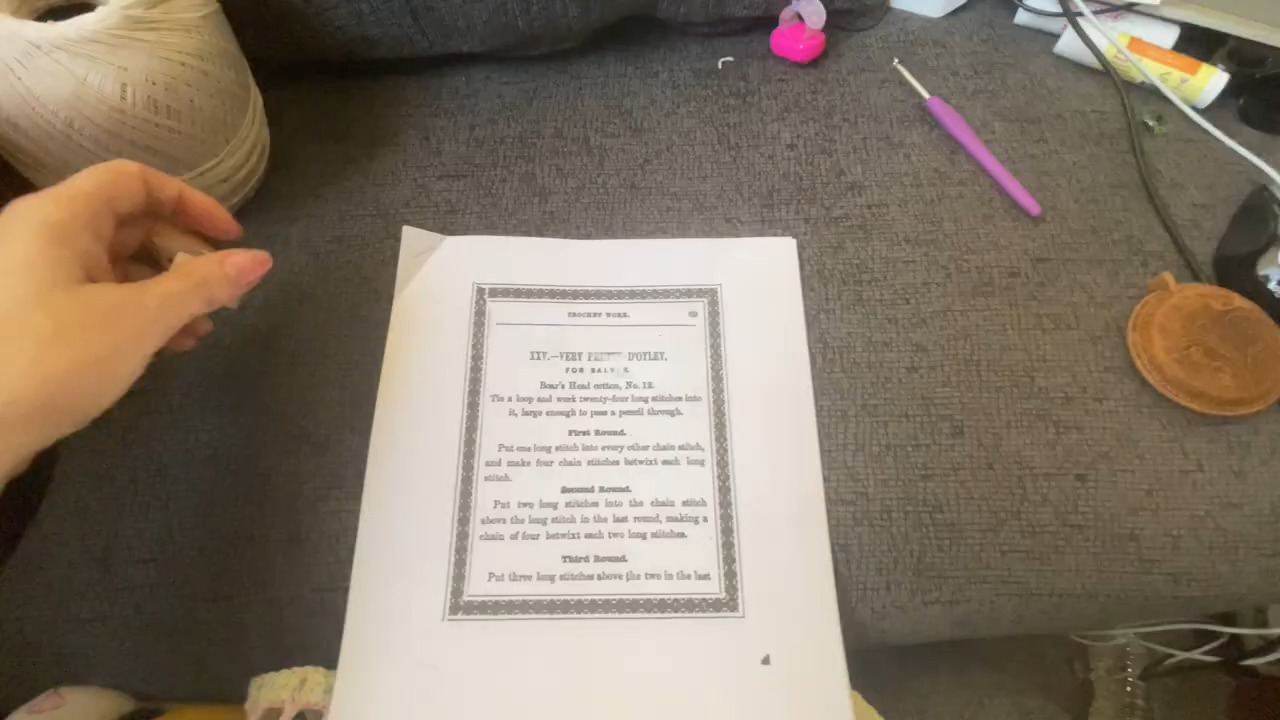 CROCHET WORK.
XXV.—VERY PRETTY D'OYLEY,
FOR
Boar's Head cotton, No. 12.
Tie a loop and work twenty-four long stitches into
it, large enough to pass a pencil through.
First Round.
Put one long stitch into every other chain stitch,
and make four chain stitches betwixt each long
stitch.
Second Round.
Put two long stitches into the chain stitch
above the long stitch in the last round, making a
chain of four betwixt each two long stitches.
Third Round.
Put three long stitches above the two in the last